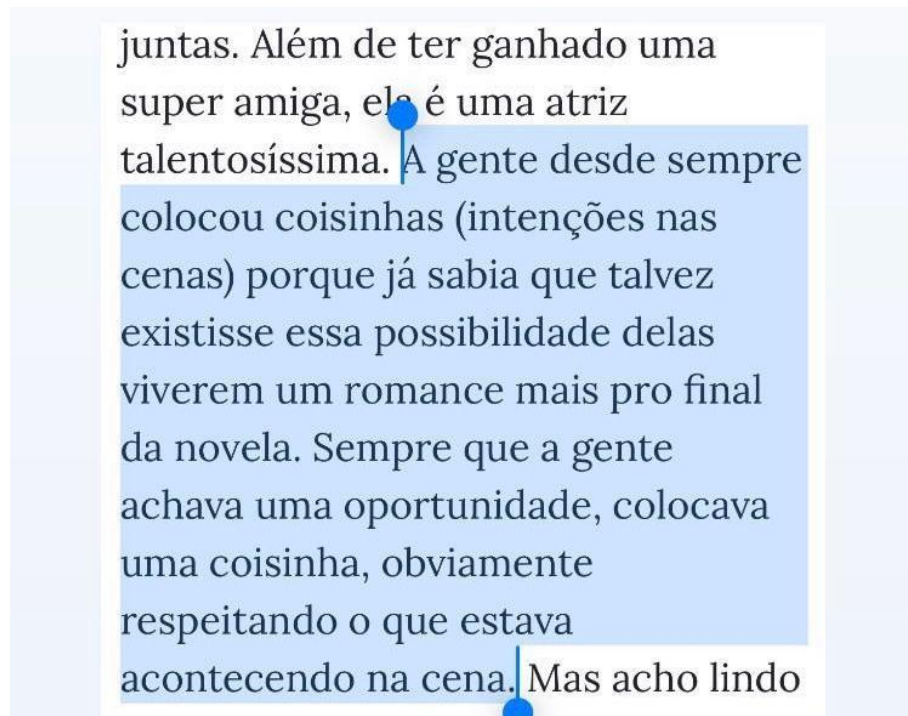 juntas. Além de ter ganhado uma
super amiga, ela é uma atriz
talentosíssima. A gente desde sempre
colocou coisinhas (intenções nas
cenas) porque já sabia que talvez
existisse essa possibilidade delas
viverem um romance mais pro final
da novela. Sempre que a gente
achava uma oportunidade, colocava
uma coisinha, obviamente
respeitando o que estava
acontecendo na cena. Mas acho lindo